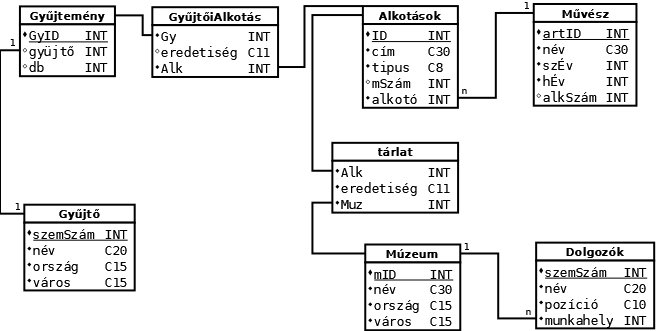 Gyűjtemény
GyID INT
gyüjtő INT
db INT
GyűjtőiAlkotás
Gy INT
eredetiség C11
Alk INT
Alkotások
ID INT
cím C30
tipus C8
mSzám INT
alkotó INT
Művész
artID INT
név C30
szÉv INT
hÉv INT
alkSzám INT
1
1
n
1
tárlat
Alk INT
eredetiség C11
Muz INT
Gyűjtő
szemSzám INT
név C20
ország C15
város C15
Múzeum
mID INT
név C30
ország C15
város C15
1
n
Dolgozók
szemSzám INT
név C20
pozíció C10
munkahely INT